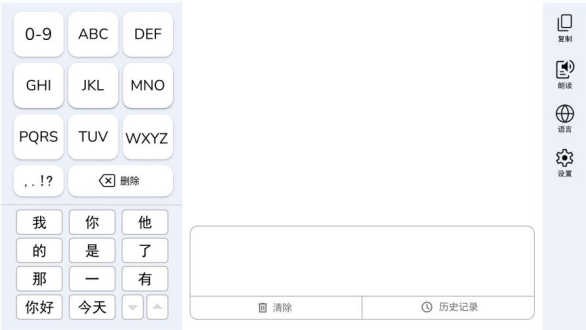 0-9 ABC DEF
GHI JKL MNO
PQRS TUV WXYZ
,.!? 删除
我 你 他
的 是 了
那 一 有
你好 今天
清除 历史记录
复制
朗读
语言
设置